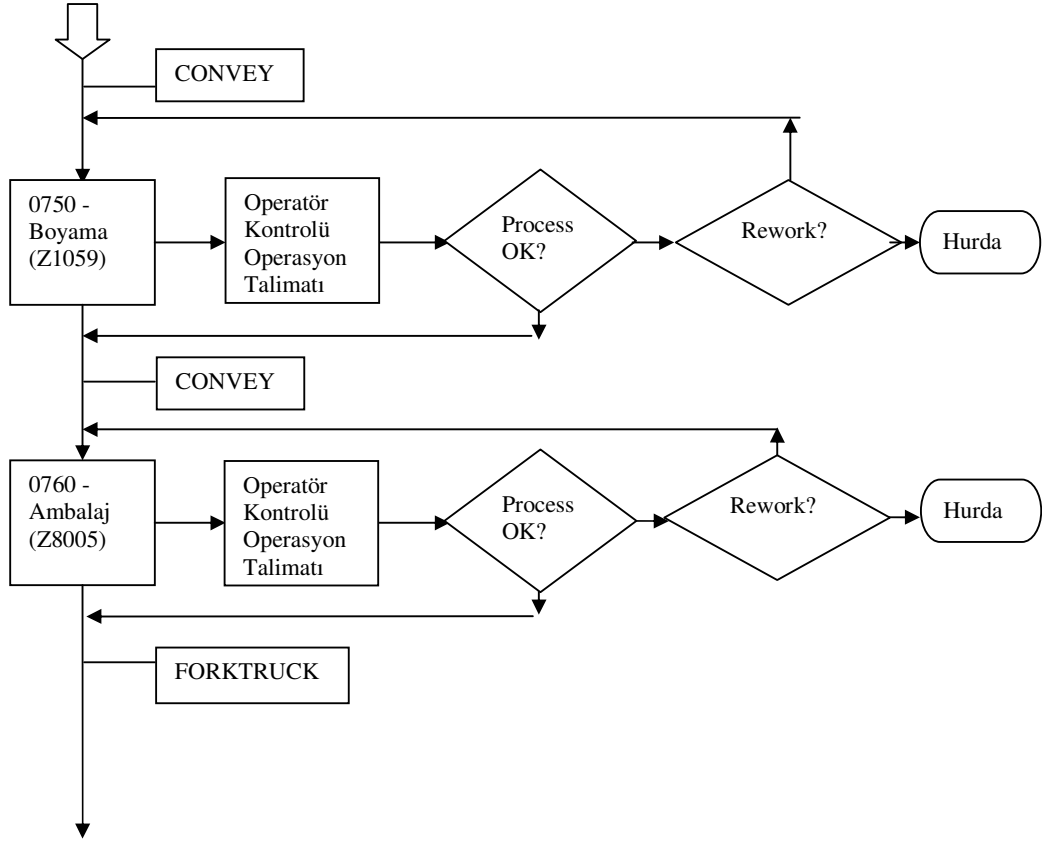 CONVEY
0750 -
Boyama
(Z1059)
Operatör
Kontrolü
Operasyon
Talimatı
Process
OK?
Rework?
Hurda
CONVEY
0760 -
Ambalaj
(Z8005)
Operatör
Kontrolü
Operasyon
Talimatı
Process
OK?
Rework?
Hurda
FORKTRUCK